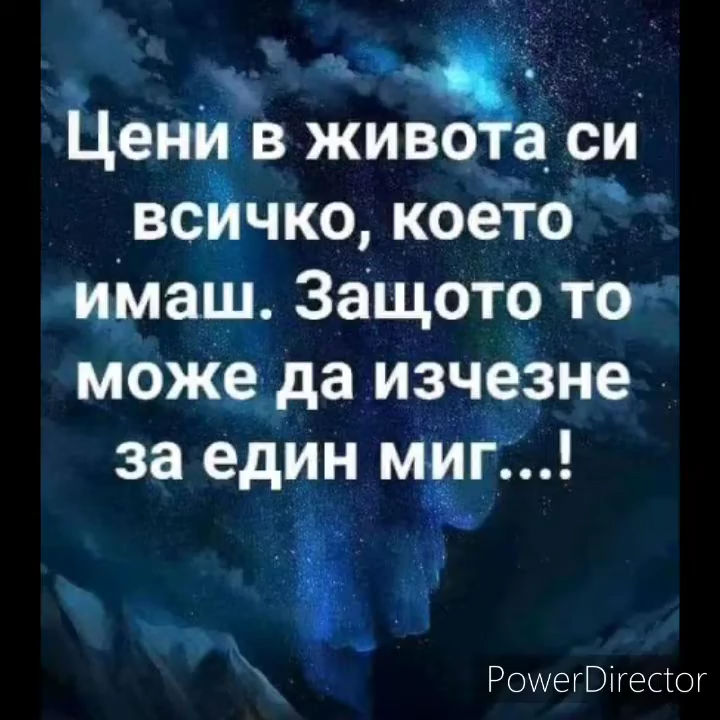 Цени в живота си
всичко, което
имаш. Защото то
може да изчезне
за един миг...!
PowerDirector